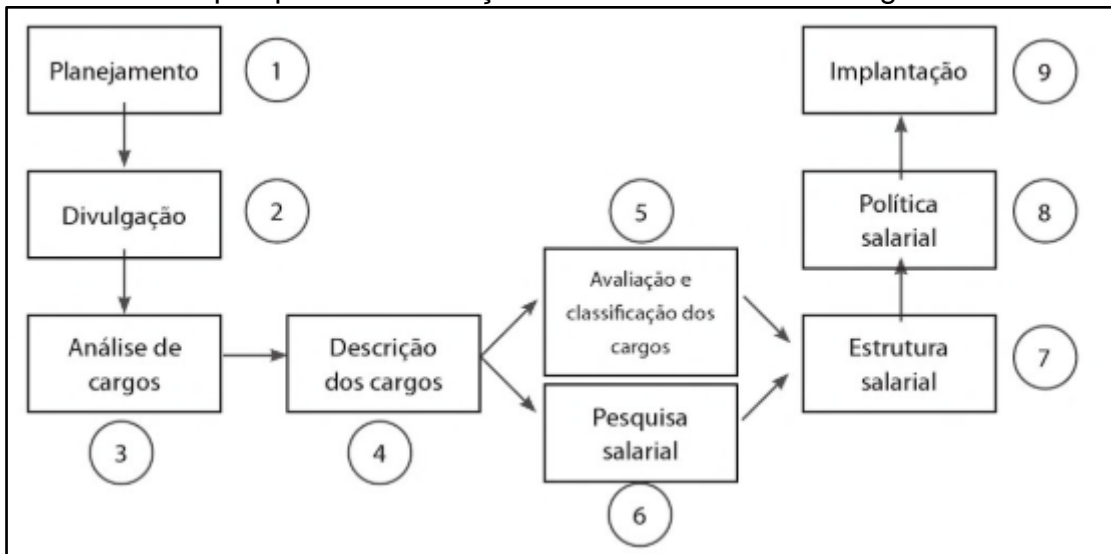 Planejamento
1
Divulgação
2
Análise de
cargos
3
Descrição
dos cargos
4
5
Avaliação e
classificação dos
cargos
Pesquisa
salarial
6
Estrutura
salarial
7
Política
salarial
8
Implantação
9